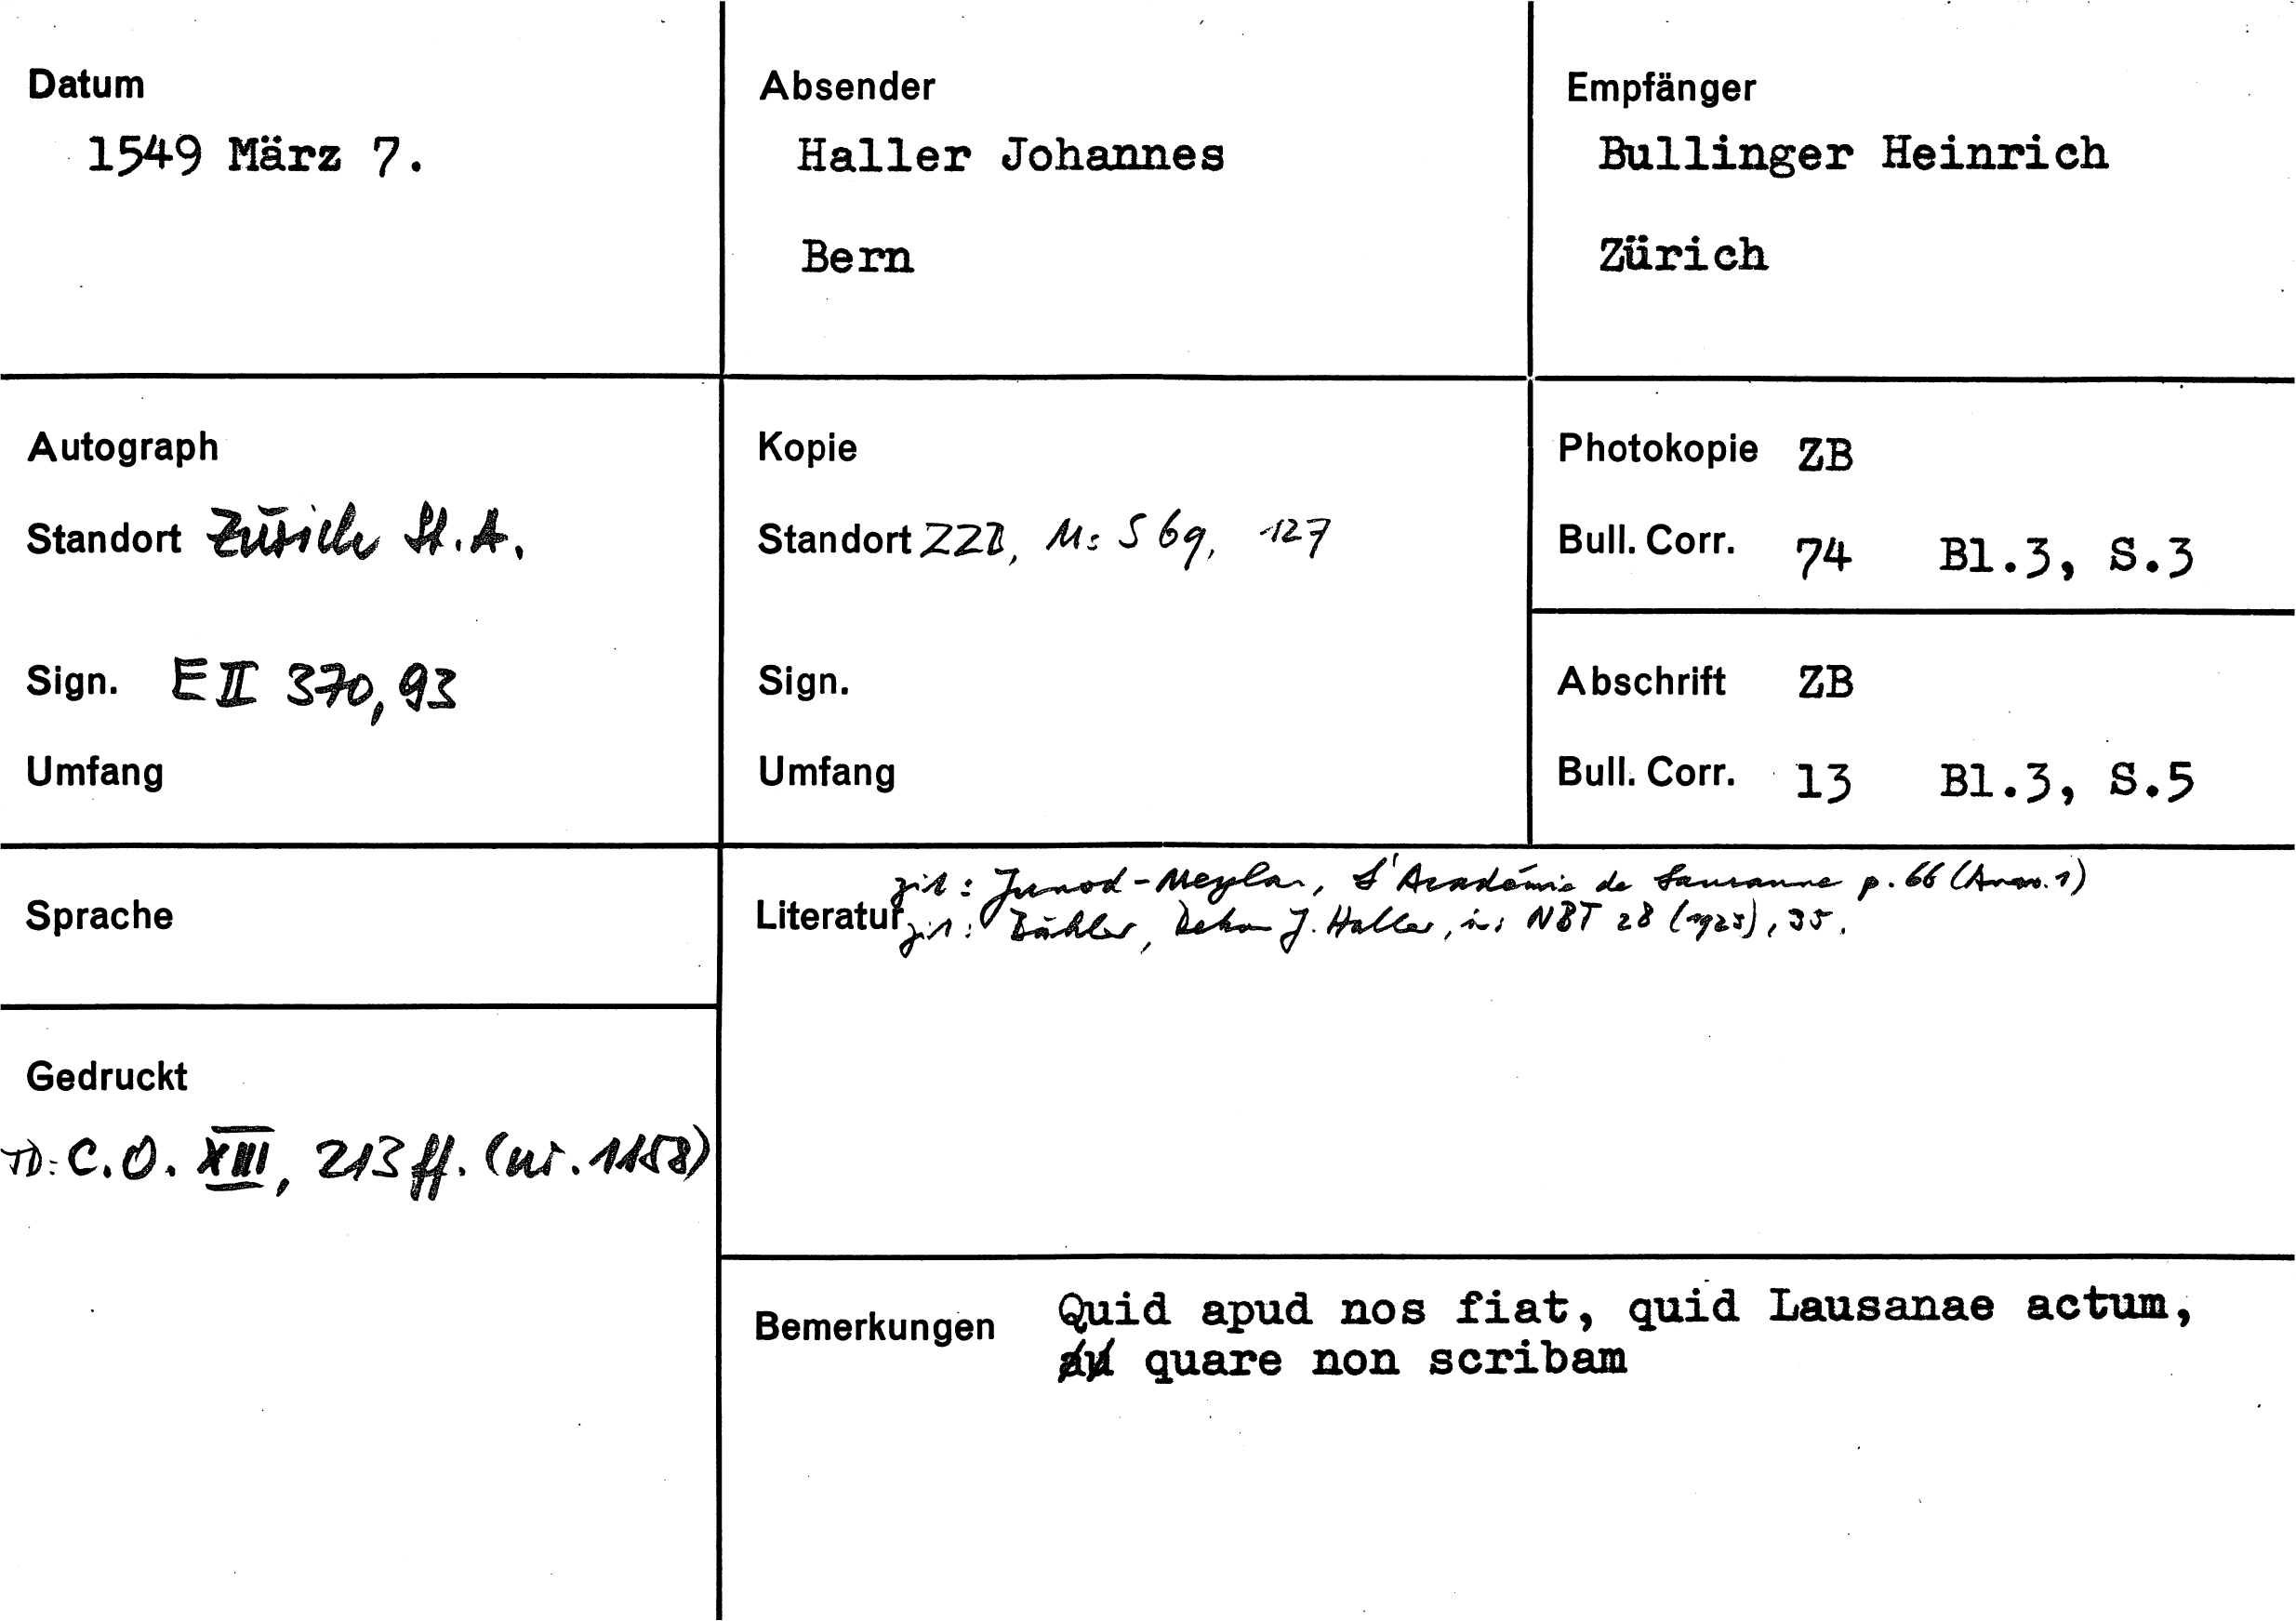 Datum
1549 März 7.
Absender
Haller Johannes
Bern
Empfänger
Bullinger Heinrich
Zürich
Autograph
Standort Zürich St. A.
Sign. E II 370, 93
Umfang
Kopie
Standort ZZB, Ms S 69, 127
Sign.
Umfang
Photokopie ZB
Bull. Corr. 74 Bl.3, S.3
Abschrift ZB
Bull. Corr. 13 Bl.3, S.5
Sprache
Literatur
zit: Junod-Meylan, L'Académie de Lausanne p. 66 (Anm. 1)
zit: Bähler, Dekan J. Haller, in: NBT 28 (1923), 35.
Gedruckt
TD: C.O. XIII, 213 ff. (nr. 1158)
Bemerkungen Quid apud nos fiat, quid Lausanae actum,
quare non scribam